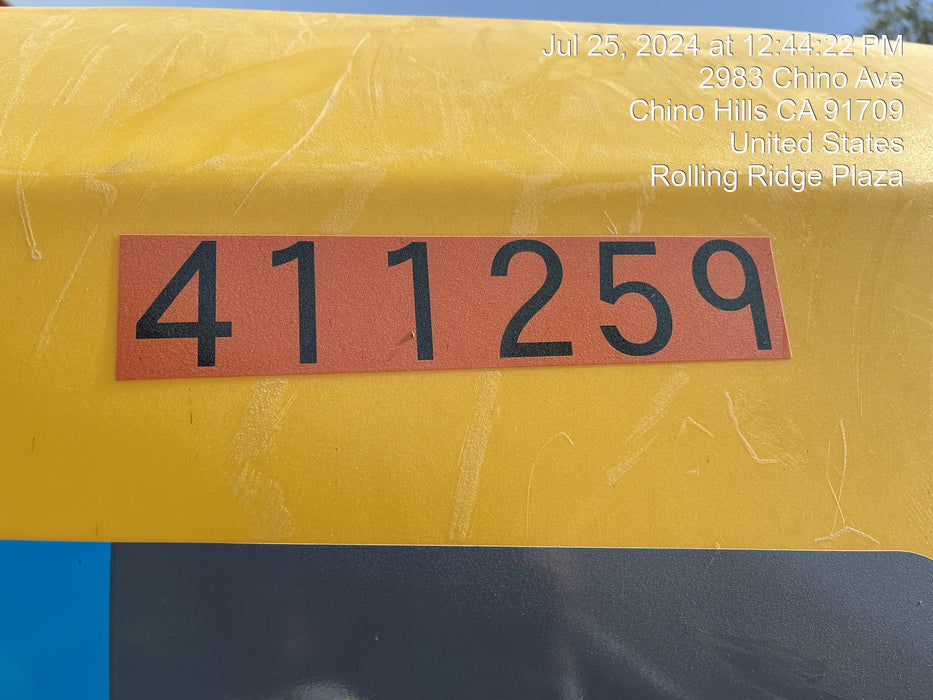 Jul 25, 2024 at 12:44:22 PM
2983 Chino Ave
Chino Hills CA 91709
United States
Rolling Ridge Plaza
411259